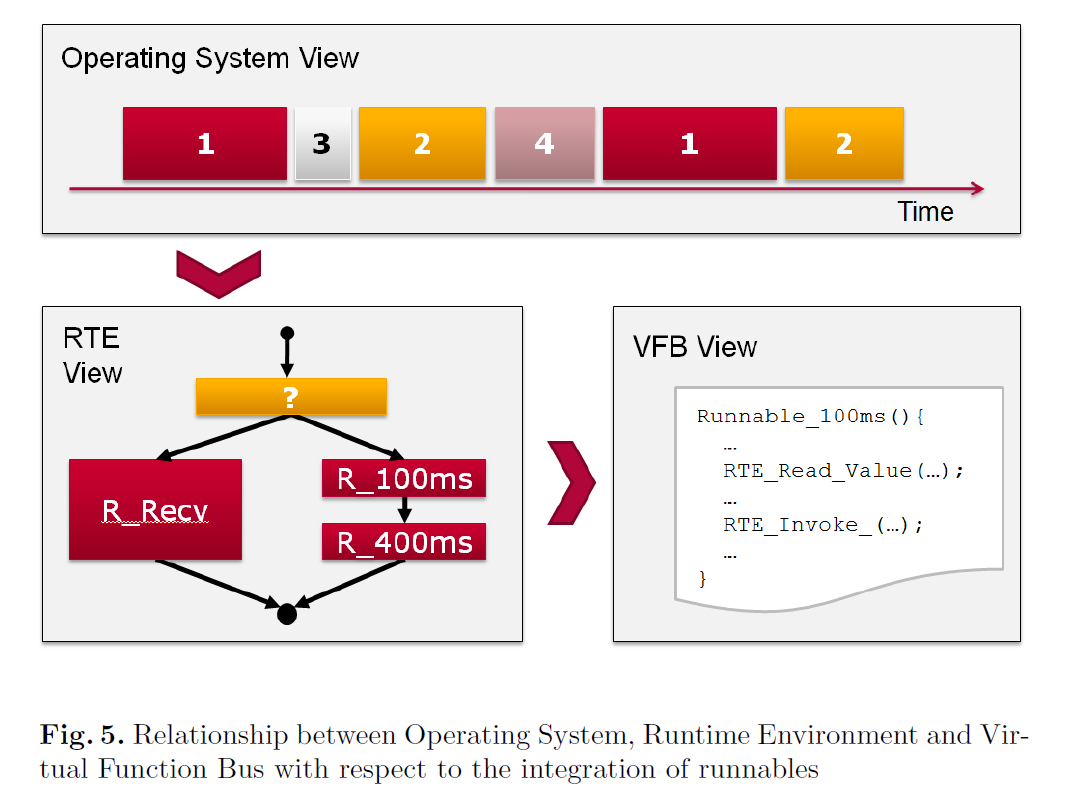 Operating System View
1 3 2 4 1 2
Time
RTE
View
?
R_Recv
R_100ms
R_400ms
VFB View
Runnable_100ms(){
…
RTE_Read_Value(…);
…
RTE_Invoke_(…);
…
}
Fig. 5. Relationship between Operating System, Runtime Environment and Vir-
tual Function Bus with respect to the integration of runnables